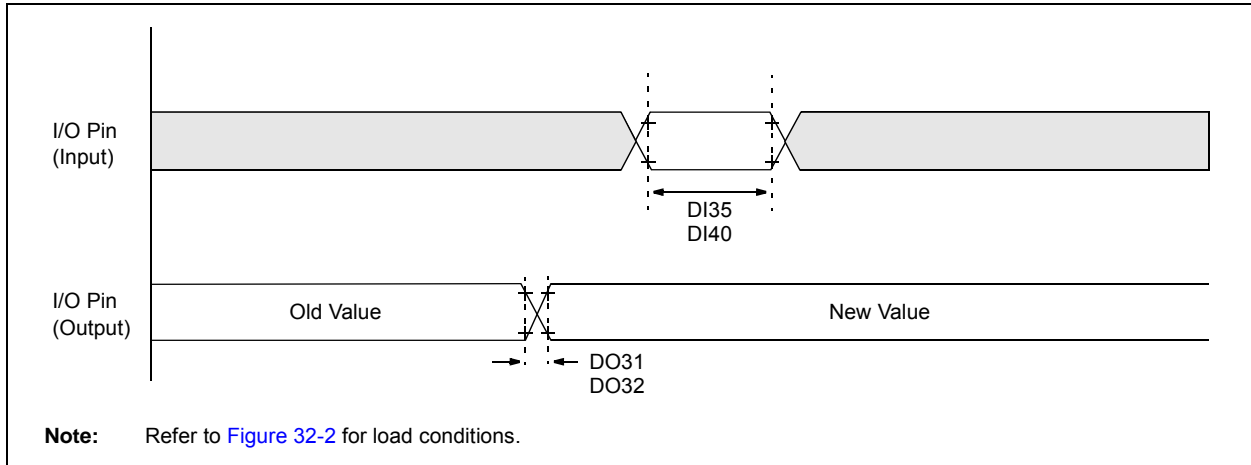 I/O Pin
(Input)
DI35
DI40
I/O Pin
(Output)
Old Value
New Value
DO31
DO32
Note: Refer to Figure 32-2 for load conditions.